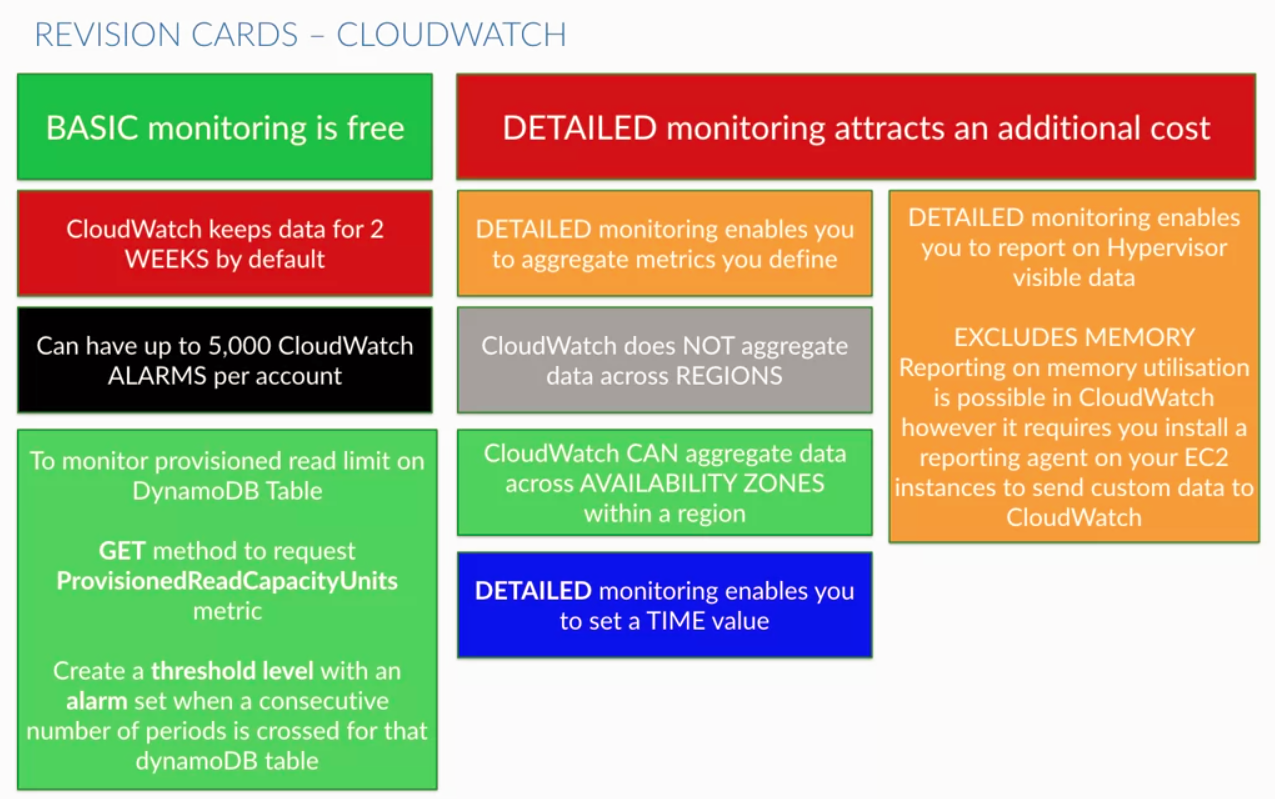 REVISION CARDS – CLOUDWATCH
BASIC monitoring is free
DETAILED monitoring attracts an additional cost
CloudWatch keeps data for 2
WEEKS by default
Can have up to 5,000 CloudWatch
ALARMS per account
To monitor provisioned read limit on
DynamoDB Table
GET method to request
ProvisionedReadCapacityUnits
metric
Create a threshold level with an
alarm set when a consecutive
number of periods is crossed for that
dynamoDB table
DETAILED monitoring enables you
to aggregate metrics you define
CloudWatch does NOT aggregate
data across REGIONS
CloudWatch CAN aggregate data
across AVAILABILITY ZONES
within a region
DETAILED monitoring enables you
to set a TIME value
DETAILED monitoring enables
you to report on Hypervisor
visible data
EXCLUDES MEMORY
Reporting on memory utilisation
is possible in CloudWatch
however it requires you install a
reporting agent on your EC2
instances to send custom data to
CloudWatch